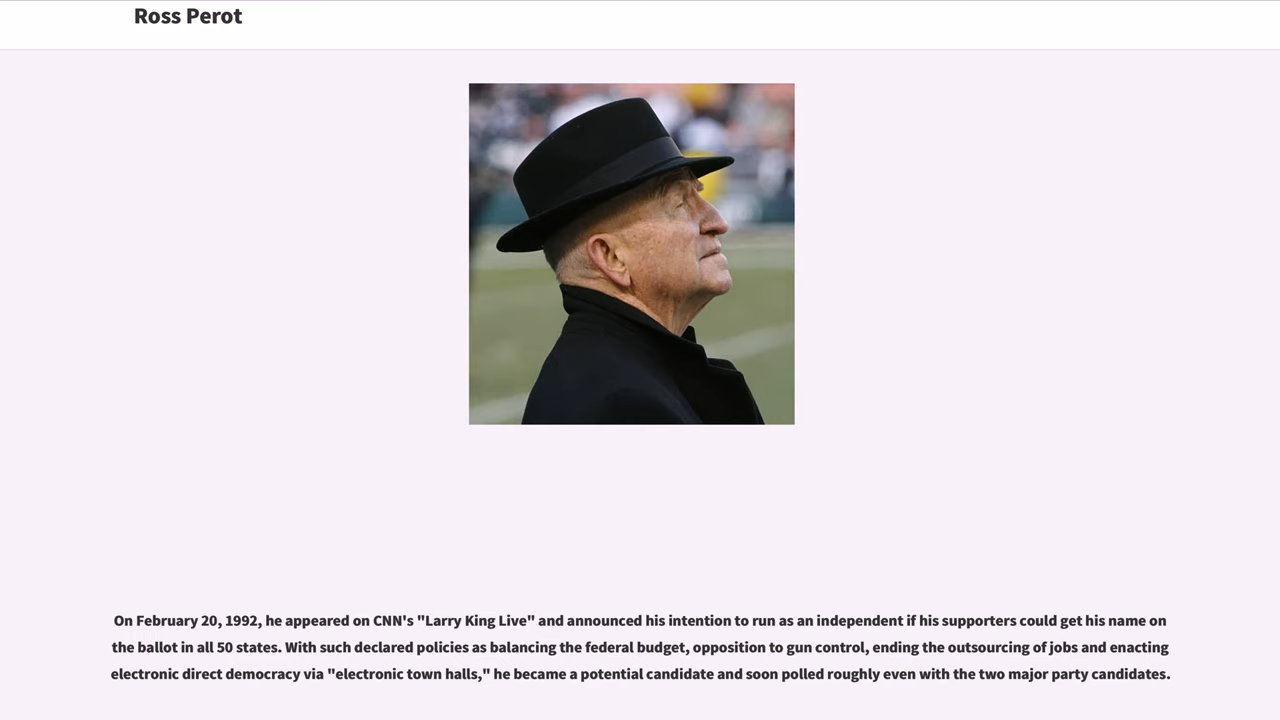 Ross Perot
On February 20, 1992, he appeared on CNN's "Larry King Live" and announced his intention to run as an independent if his supporters could get his name on
the ballot in all 50 states. With such declared policies as balancing the federal budget, opposition to gun control, ending the outsourcing of jobs and enacting
electronic direct democracy via "electronic town halls," he became a potential candidate and soon polled roughly even with the two major party candidates.